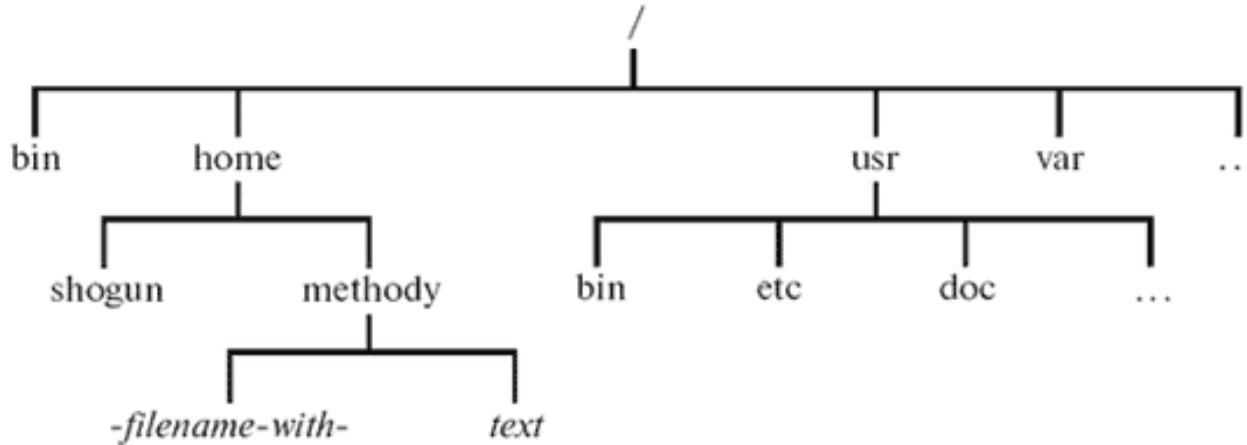 /
bin home usr var ..
shogun methody bin etc doc ...
-filename-with- text